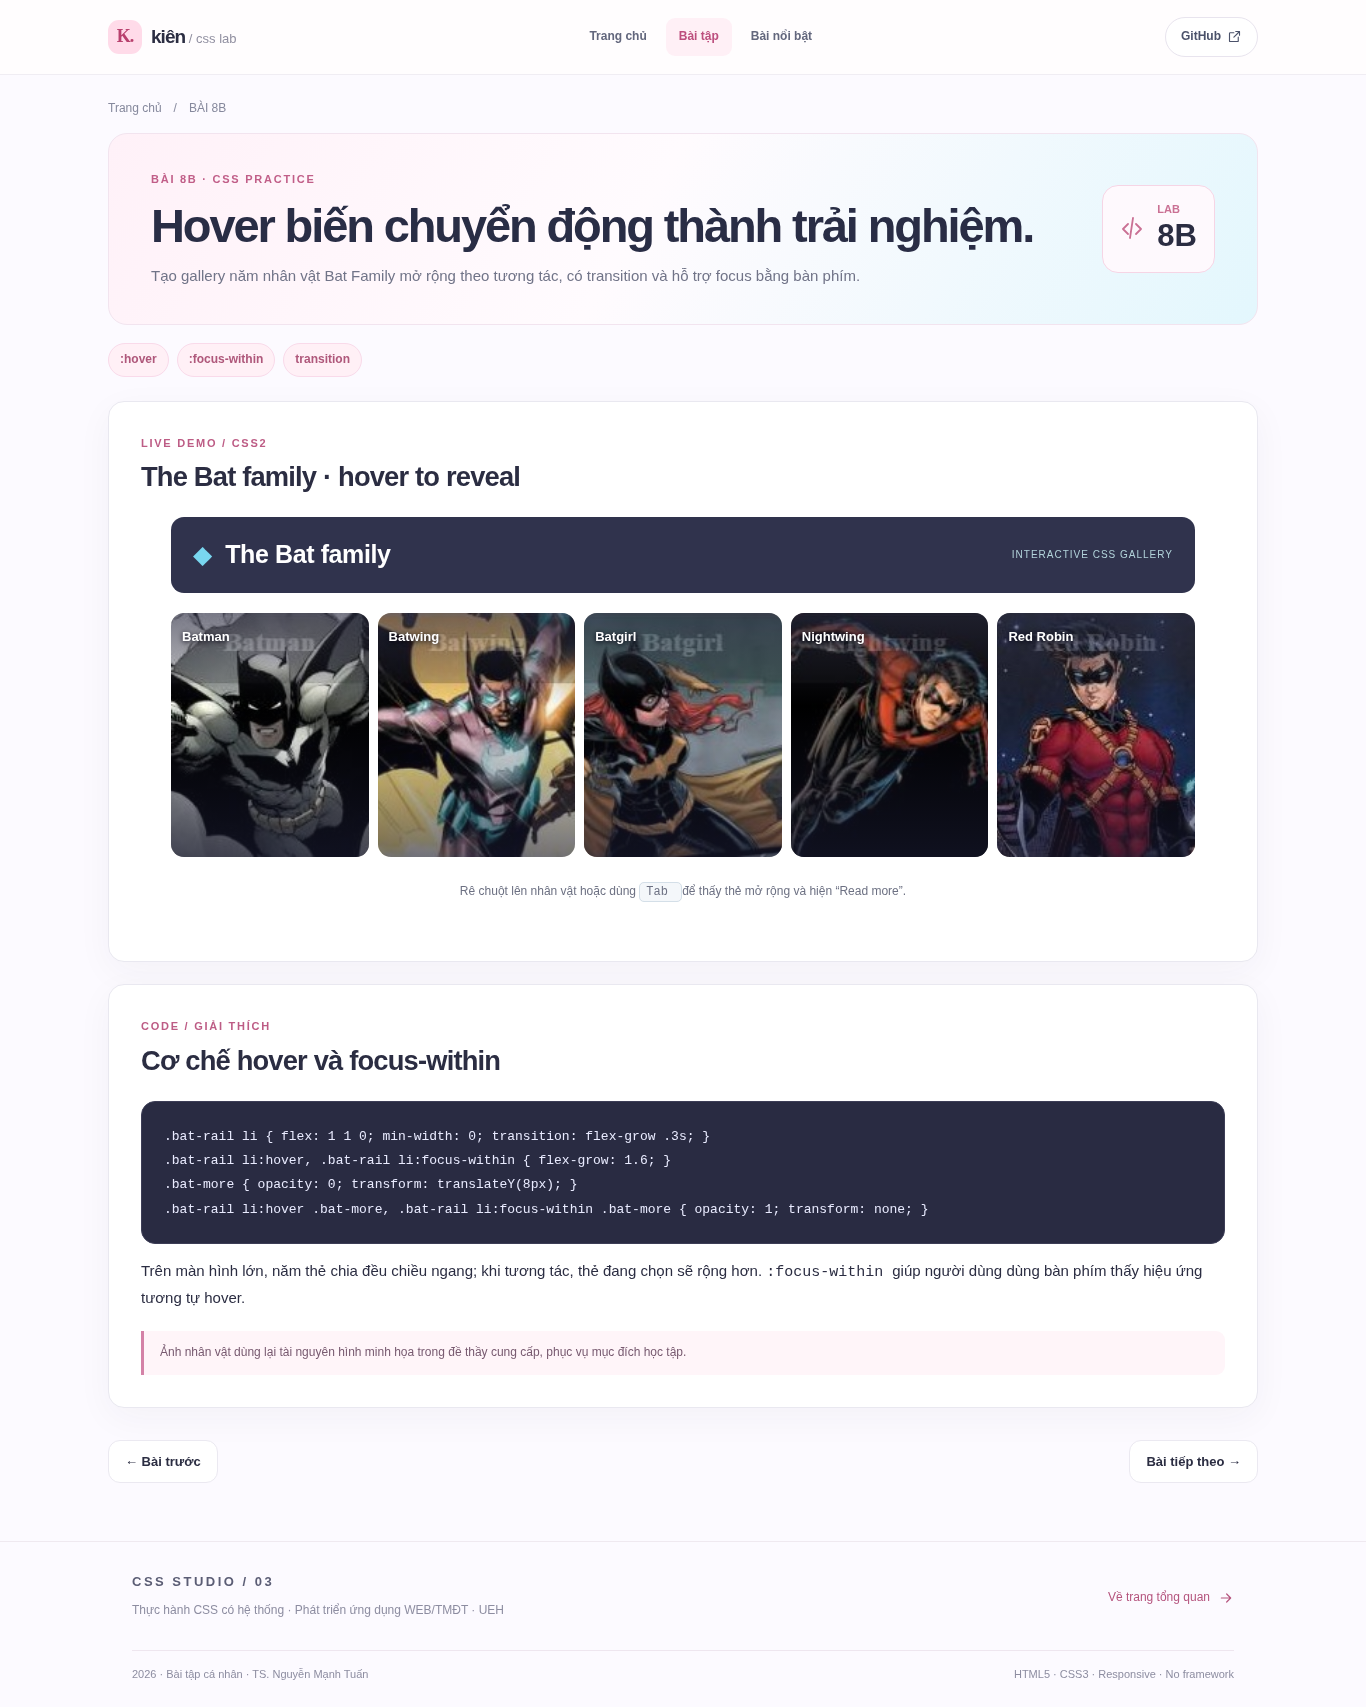 K. kiên / css lab
Trang chủ Bài tập Bài nổi bật
GitHub
Trang chủ / BÀI 8B
BÀI 8B · CSS PRACTICE
Hover biến chuyển động thành trải nghiệm.
Tạo gallery năm nhân vật Bat Family mở rộng theo tương tác, có transition và hỗ trợ focus bằng bàn phím.
LAB
8B
:hover :focus-within transition
LIVE DEMO / CSS2
The Bat family · hover to reveal
◆ The Bat family
INTERACTIVE CSS GALLERY
Batman Batman
Batwing Batwing
Batgirl Batgirl
Nightwing Nightwing
Red Robin Red Robin
Rê chuột lên nhân vật hoặc dùng Tab để thấy thẻ mở rộng và hiện “Read more”.
CODE / GIẢI THÍCH
Cơ chế hover và focus-within
.bat-rail li { flex: 1 1 0; min-width: 0; transition: flex-grow .3s; }
.bat-rail li:hover, .bat-rail li:focus-within { flex-grow: 1.6; }
.bat-more { opacity: 0; transform: translateY(8px); }
.bat-rail li:hover .bat-more, .bat-rail li:focus-within .bat-more { opacity: 1; transform: none; }
Trên màn hình lớn, năm thẻ chia đều chiều ngang; khi tương tác, thẻ đang chọn sẽ rộng hơn. :focus-within giúp người dùng dùng bàn phím thấy hiệu ứng
tương tự hover.
Ảnh nhân vật dùng lại tài nguyên hình minh họa trong đề thầy cung cấp, phục vụ mục đích học tập.
← Bài trước
Bài tiếp theo →
CSS STUDIO / 03
Thực hành CSS có hệ thống · Phát triển ứng dụng WEB/TMĐT · UEH
Về trang tổng quan →
2026 · Bài tập cá nhân · TS. Nguyễn Mạnh Tuấn
HTML5 · CSS3 · Responsive · No framework